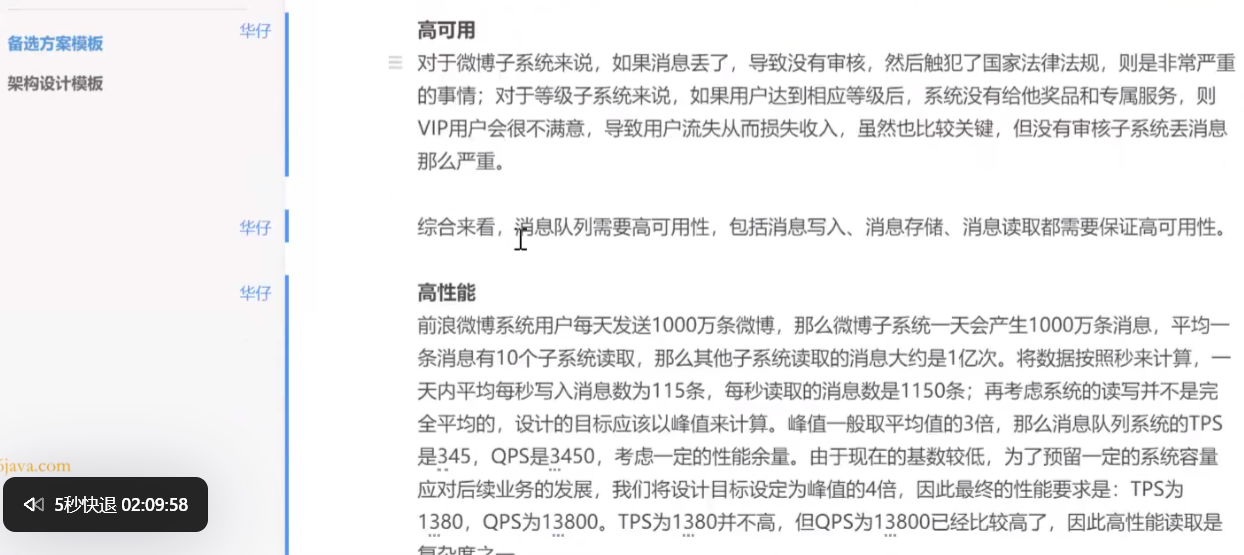 备选方案模板
架构设计模板
华仔
高可用
对于微博子系统来说，如果消息丢了，导致没有审核，然后触犯了国家法律法规，则是非常严重
的事情；对于等级子系统来说，如果用户达到相应等级后，系统没有给他奖品和专属服务，则
VIP用户会很不满意，导致用户流失从而损失收入，虽然也比较关键，但没有审核子系统丢消息
那么严重。
华仔
综合来看，消息队列需要高可用性，包括消息写入、消息存储、消息读取都需要保证高可用性。
华仔
高性能
前浪微博系统用户每天发送1000万条微博，那么微博子系统一天会产生1000万条消息，平均一
条消息有10个子系统读取，那么其他子系统读取的消息大约是1亿次。将数据按照秒来计算，一
天内平均每秒写入消息数为115条，每秒读取的消息数是1150条；再考虑系统的读写并不是完
全平均的，设计的目标应该以峰值来计算。峰值一般取平均值的3倍，那么消息队列系统的TPS
是345，QPS是3450，考虑一定的性能余量。由于现在的基数较低，为了预留一定的系统容量
应对后续业务的发展，我们将设计目标设定为峰值的4倍，因此最终的性能要求是：TPS为
1380，QPS为13800。TPS为1380并不高，但QPS为13800已经比较高了，因此高性能读取是
复杂度之一
java.com
5秒快退 02:09:58